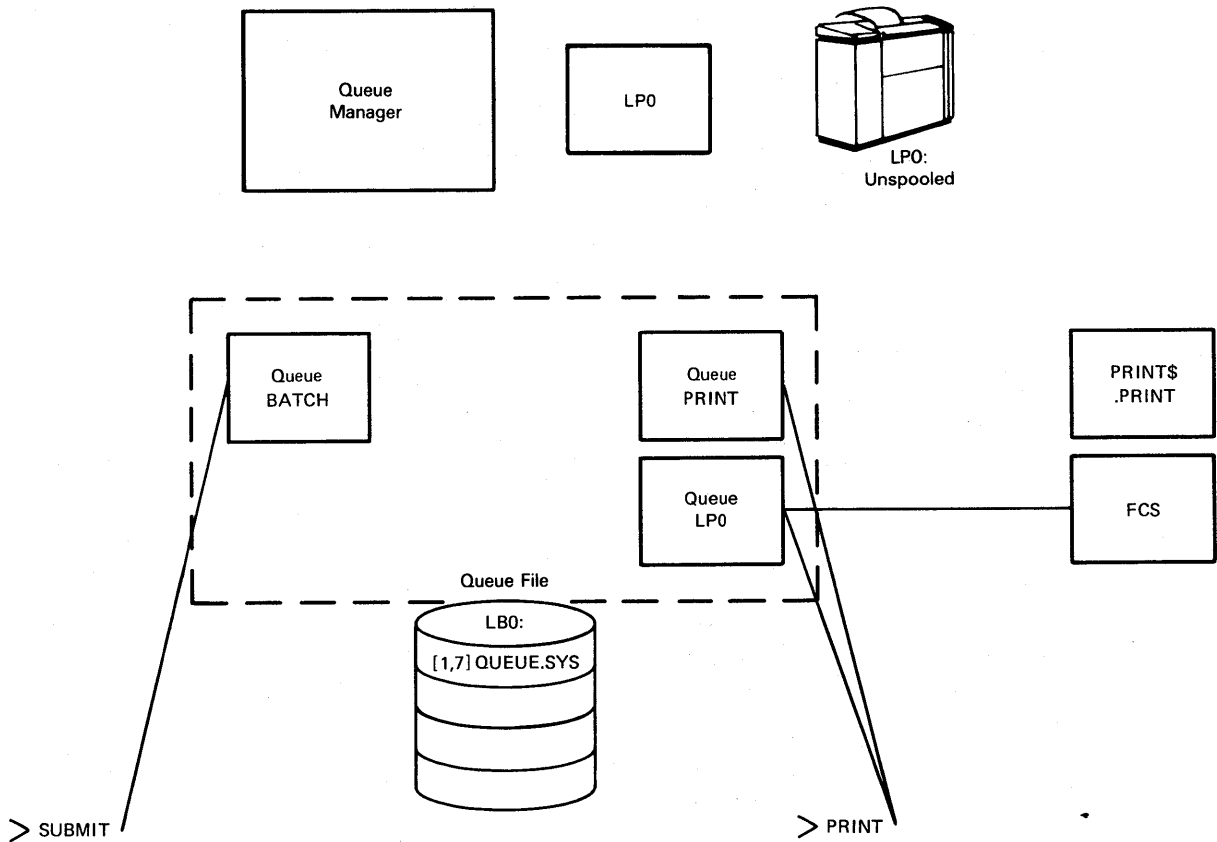 Queue
Manager
LP0
LP0:
Unspooled
Queue
BATCH
Queue
PRINT
PRINT$
.PRINT
Queue
LP0
FCS
Queue File
LB0:
[1,7] QUEUE.SYS
> SUBMIT
> PRINT